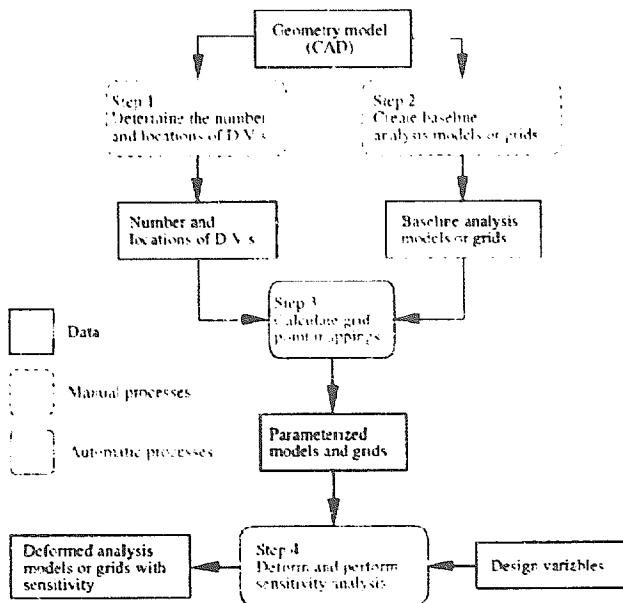 Geometry model
(CAD)
Step 1
Determine the number
and locations of D.V.s
Step 2
Create baseline
analysis models or grids
Number and
locations of D.V.s
Baseline analysis
models or grids
Step 3
Calculate grid
point mappings
Data
Manual processes
Automatic processes
Parameterized
models and grids
Deformed analysis
models or grids with
sensitivity
Step 4
Deform and perform
sensitivity analysis
Design variables